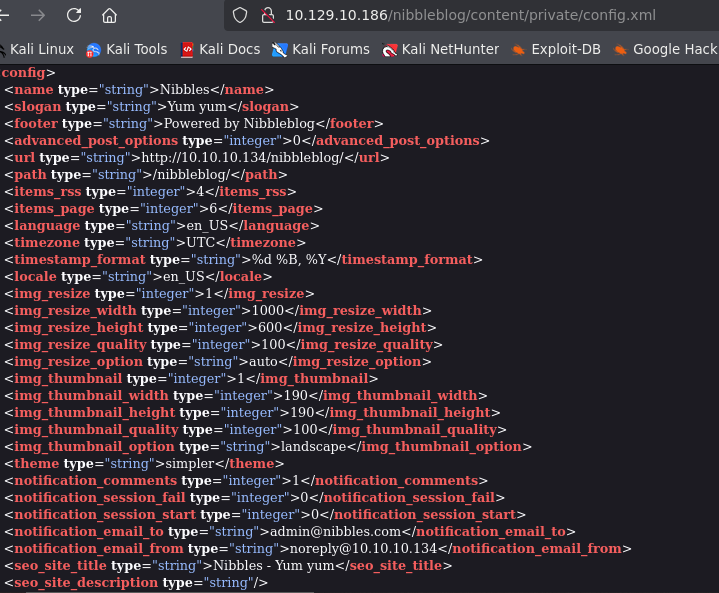 10.129.10.186/nibbleblog/content/private/config.xml
Kali Linux Kali Tools Kali Docs Kali Forums Kali NetHunter Exploit-DB Google Hack
config>
<name type="string">Nibbles</name>
<slogan type="string">Yum yum</slogan>
<footer type="string">Powered by Nibbleblog</footer>
<advanced_post_options type="integer">0</advanced_post_options>
<url type="string">http://10.10.10.134/nibbleblog/</url>
<path type="string">/nibbleblog/</path>
<items_rss type="integer">4</items_rss>
<items_page type="integer">6</items_page>
<language type="string">en_US</language>
<timezone type="string">UTC</timezone>
<timestamp_format type="string">%d %B, %Y</timestamp_format>
<locale type="string">en_US</locale>
<img_resize type="integer">1</img_resize>
<img_resize_width type="integer">1000</img_resize_width>
<img_resize_height type="integer">600</img_resize_height>
<img_resize_quality type="integer">100</img_resize_quality>
<img_resize_option type="string">auto</img_resize_option>
<img_thumbnail type="integer">1</img_thumbnail>
<img_thumbnail_width type="integer">190</img_thumbnail_width>
<img_thumbnail_height type="integer">190</img_thumbnail_height>
<img_thumbnail_quality type="integer">100</img_thumbnail_quality>
<img_thumbnail_option type="string">landscape</img_thumbnail_option>
<theme type="string">simpler</theme>
<notification_comments type="integer">1</notification_comments>
<notification_session_fail type="integer">0</notification_session_fail>
<notification_session_start type="integer">0</notification_session_start>
<notification_email_to type="string">admin@nibbles.com</notification_email_to>
<notification_email_from type="string">noreply@10.10.10.134</notification_email_from>
<seo_site_title type="string">Nibbles - Yum yum</seo_site_title>
<seo_site_description type="string"/>